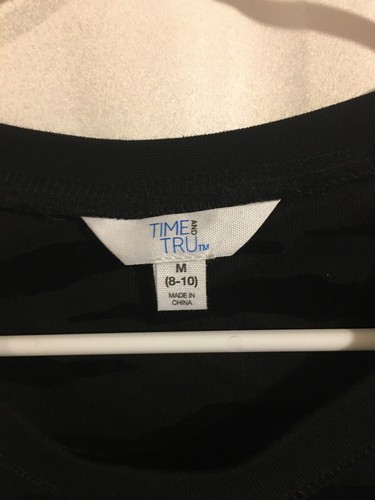 TIME AND
TRU™
M
(8-10)
MADE IN
CHINA